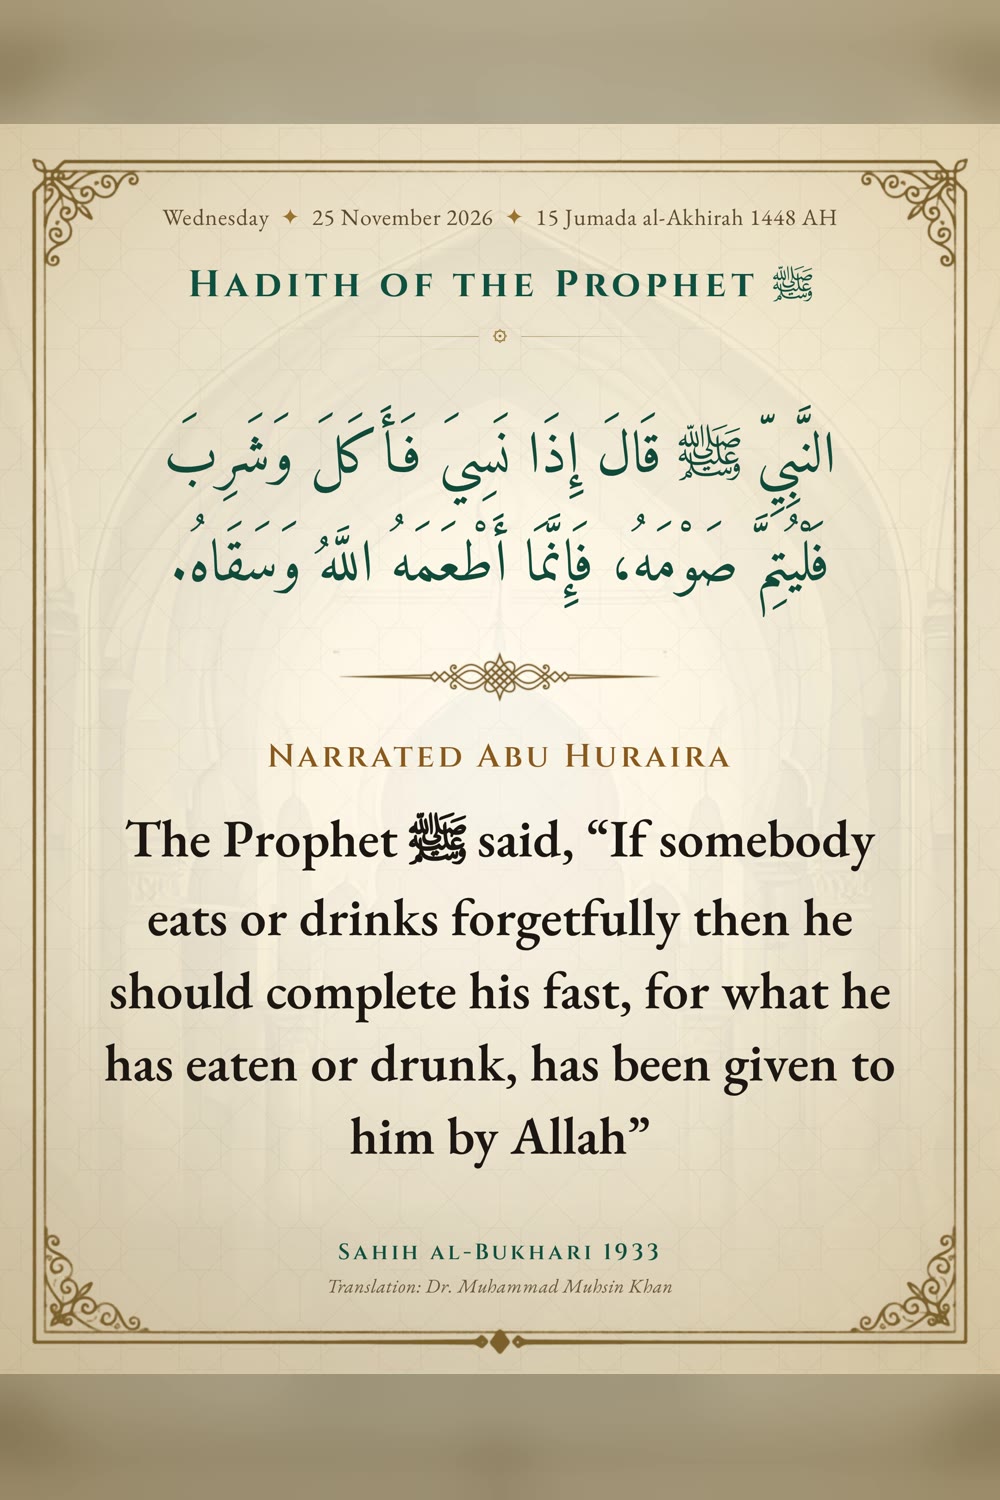 Wednesday ✦ 25 November 2026 ✦ 15 Jumada al-Akhirah 1448 AH
Hadith of the Prophet ﷺ
النَّبِيِّ ﷺ قَالَ إِذَا نَسِيَ فَأَكَلَ وَشَرِبَ
فَلْيُتِمَّ صَوْمَهُ، فَإِنَّمَا أَطْعَمَهُ اللَّهُ وَسَقَاهُ.
Narrated Abu Huraira
The Prophet ﷺ said, “If somebody
eats or drinks forgetfully then he
should complete his fast, for what he
has eaten or drunk, has been given to
him by Allah”
Sahih al-Bukhari 1933
Translation: Dr. Muhammad Muhsin Khan